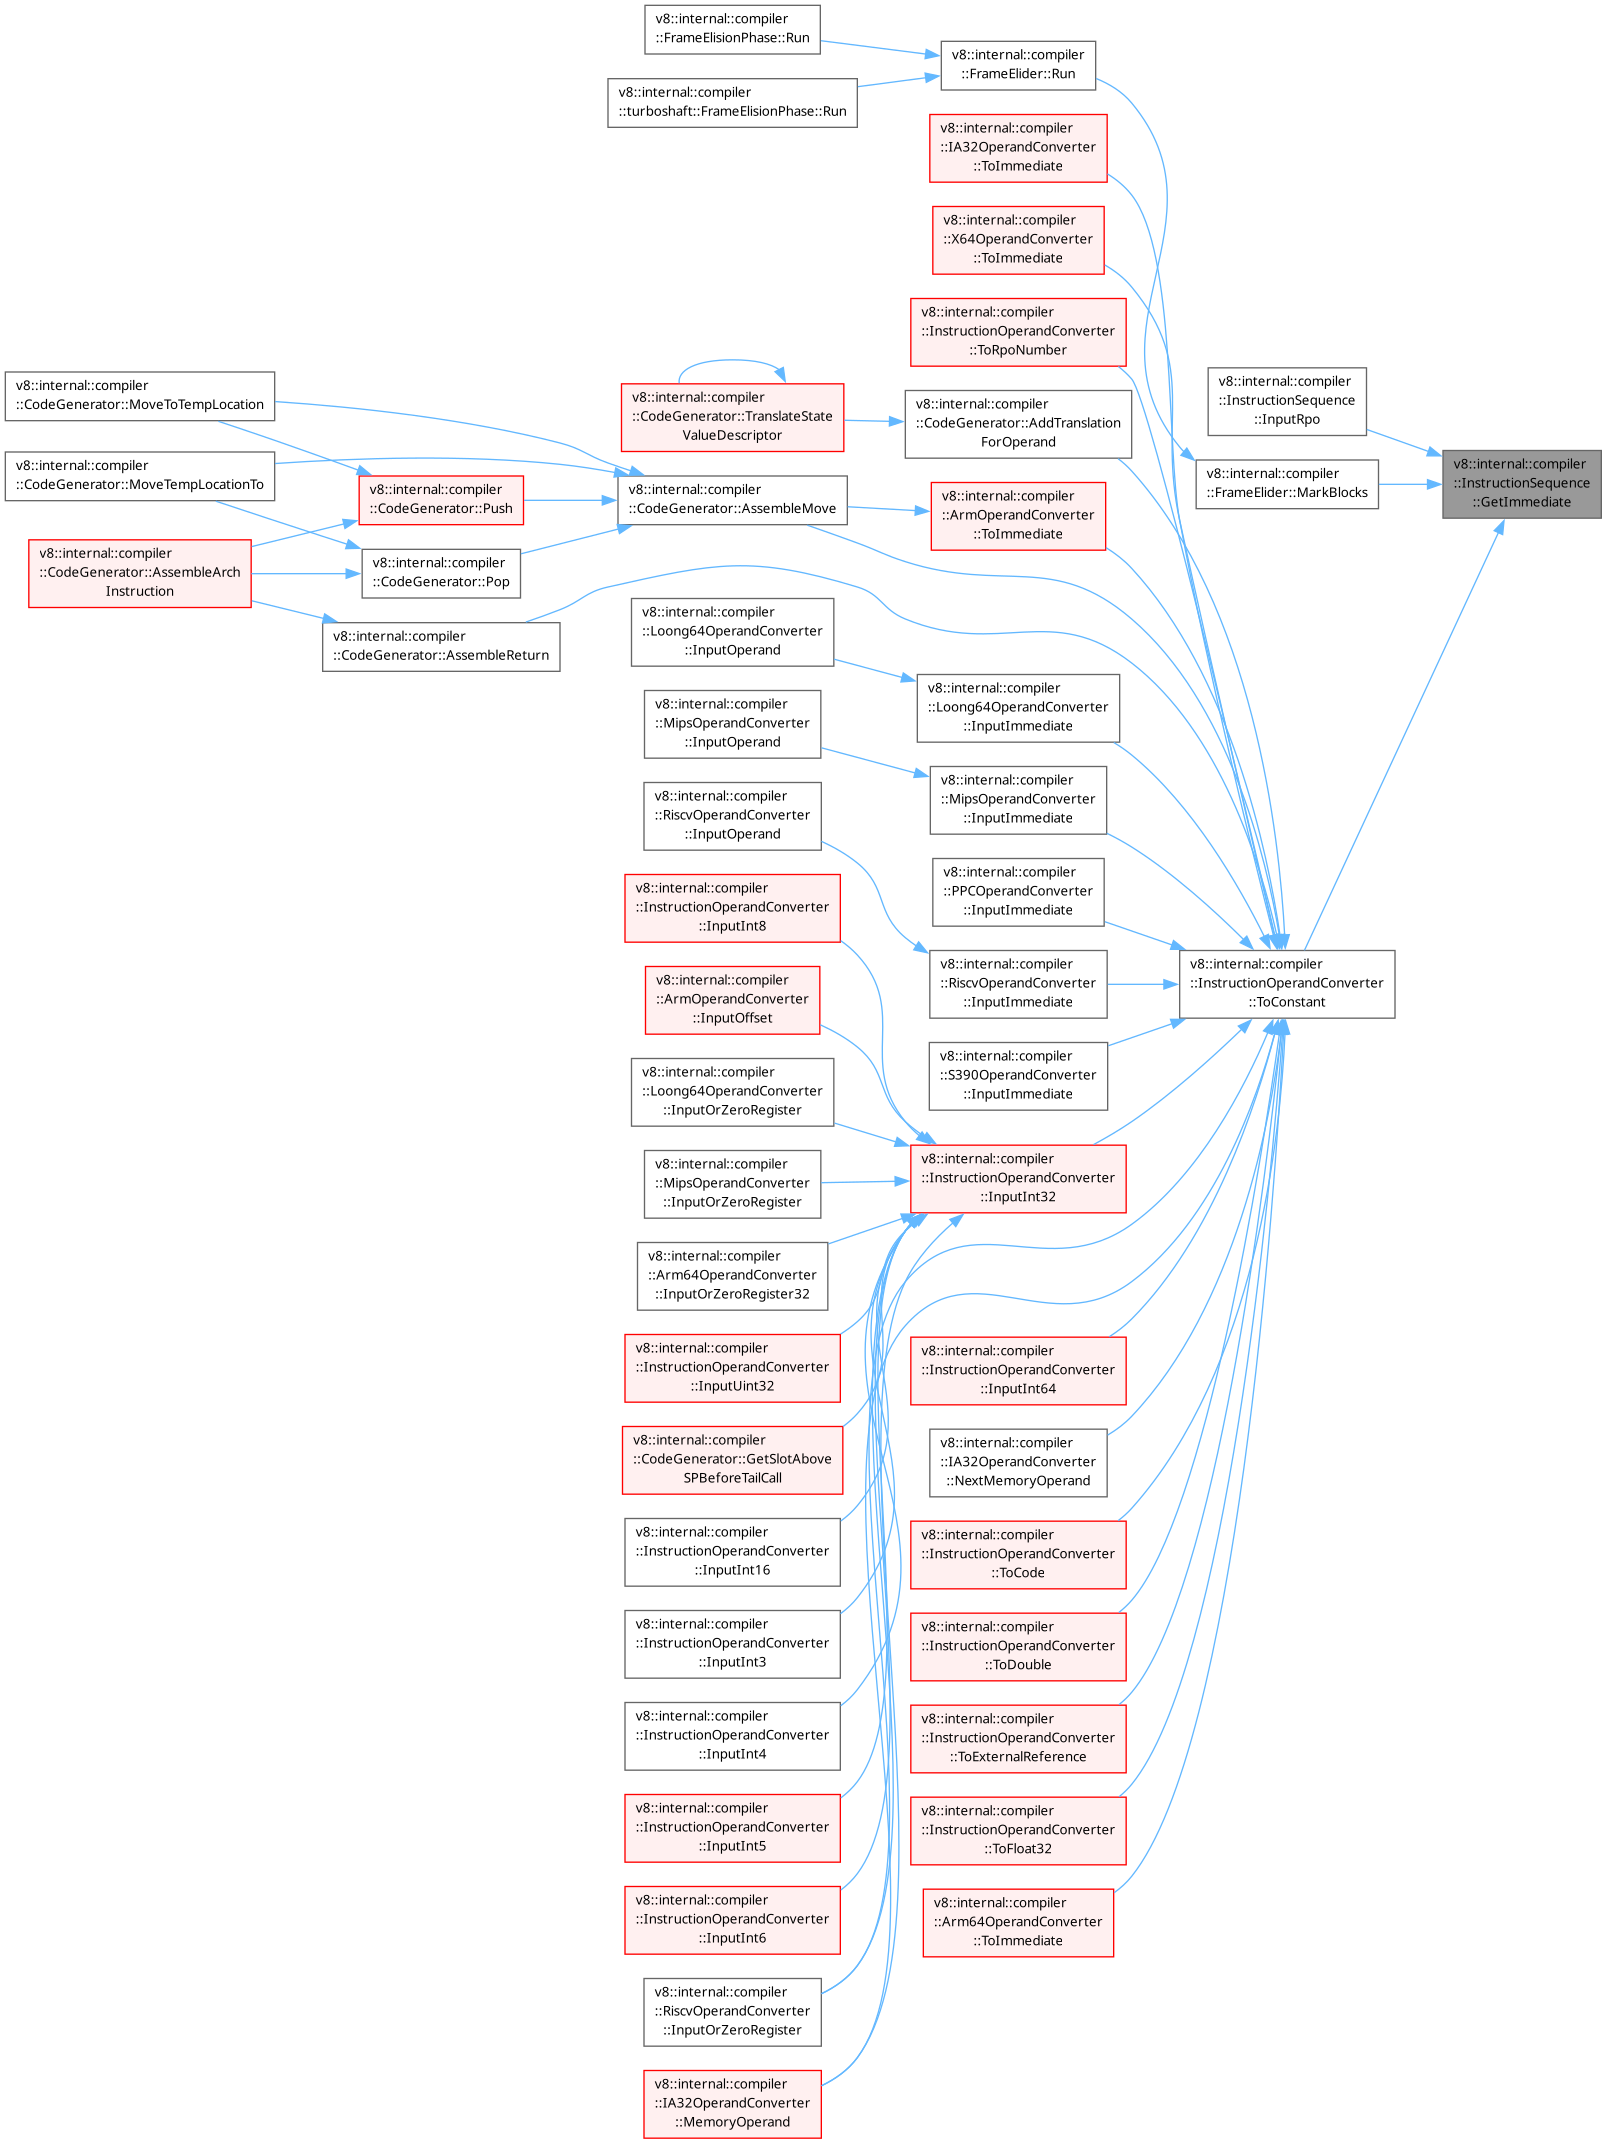 v8::internal::compiler
::FrameElisionPhase::Run
v8::internal::compiler
::FrameElider::Run
v8::internal::compiler
::turboshaft::FrameElisionPhase::Run
v8::internal::compiler
::IA32OperandConverter
::ToImmediate
v8::internal::compiler
::X64OperandConverter
::ToImmediate
v8::internal::compiler
::InstructionOperandConverter
::ToRpoNumber
v8::internal::compiler
::InstructionSequence
::InputRpo
v8::internal::compiler
::CodeGenerator::MoveToTempLocation
v8::internal::compiler
::CodeGenerator::TranslateState
ValueDescriptor
v8::internal::compiler
::CodeGenerator::AddTranslation
ForOperand
v8::internal::compiler
::InstructionSequence
::GetImmediate
v8::internal::compiler
::CodeGenerator::MoveTempLocationTo
v8::internal::compiler
::FrameElider::MarkBlocks
v8::internal::compiler
::CodeGenerator::Push
v8::internal::compiler
::CodeGenerator::AssembleMove
v8::internal::compiler
::ArmOperandConverter
::ToImmediate
v8::internal::compiler
::CodeGenerator::AssembleArch
Instruction
v8::internal::compiler
::CodeGenerator::Pop
v8::internal::compiler
::CodeGenerator::AssembleReturn
v8::internal::compiler
::Loong64OperandConverter
::InputOperand
v8::internal::compiler
::Loong64OperandConverter
::InputImmediate
v8::internal::compiler
::MipsOperandConverter
::InputOperand
v8::internal::compiler
::MipsOperandConverter
::InputImmediate
v8::internal::compiler
::RiscvOperandConverter
::InputOperand
v8::internal::compiler
::PPCOperandConverter
::InputImmediate
v8::internal::compiler
::InstructionOperandConverter
::InputInt8
v8::internal::compiler
::RiscvOperandConverter
::InputImmediate
v8::internal::compiler
::InstructionOperandConverter
::ToConstant
v8::internal::compiler
::ArmOperandConverter
::InputOffset
v8::internal::compiler
::S390OperandConverter
::InputImmediate
v8::internal::compiler
::Loong64OperandConverter
::InputOrZeroRegister
v8::internal::compiler
::InstructionOperandConverter
::InputInt32
v8::internal::compiler
::MipsOperandConverter
::InputOrZeroRegister
v8::internal::compiler
::Arm64OperandConverter
::InputOrZeroRegister32
v8::internal::compiler
::InstructionOperandConverter
::InputUint32
v8::internal::compiler
::InstructionOperandConverter
::InputInt64
v8::internal::compiler
::CodeGenerator::GetSlotAbove
SPBeforeTailCall
v8::internal::compiler
::IA32OperandConverter
::NextMemoryOperand
v8::internal::compiler
::InstructionOperandConverter
::InputInt16
v8::internal::compiler
::InstructionOperandConverter
::ToCode
v8::internal::compiler
::InstructionOperandConverter
::InputInt3
v8::internal::compiler
::InstructionOperandConverter
::ToDouble
v8::internal::compiler
::InstructionOperandConverter
::InputInt4
v8::internal::compiler
::InstructionOperandConverter
::ToExternalReference
v8::internal::compiler
::InstructionOperandConverter
::InputInt5
v8::internal::compiler
::InstructionOperandConverter
::ToFloat32
v8::internal::compiler
::InstructionOperandConverter
::InputInt6
v8::internal::compiler
::Arm64OperandConverter
::ToImmediate
v8::internal::compiler
::RiscvOperandConverter
::InputOrZeroRegister
v8::internal::compiler
::IA32OperandConverter
::MemoryOperand